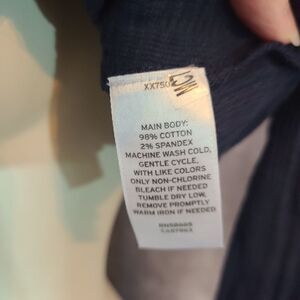 MAIN BODY:
98% COTTON
2% SPANDEX
MACHINE WASH COLD,
GENTLE CYCLE,
WITH LIKE COLORS
ONLY NON-CHLORINE
BLEACH IF NEEDED
TUMBLE DRY LOW,
REMOVE PROMPTLY
WARM IRON IF NEEDED